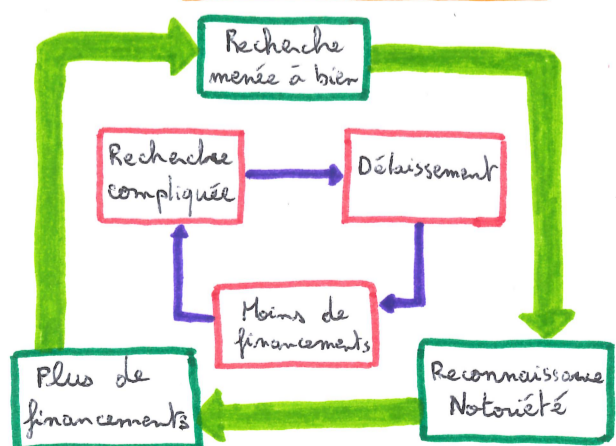 Recherche
menée à bien
Recherche
compliquée
Délaissement
Moins de
financements
Plus de
financements
Reconnaissance
Notoriété